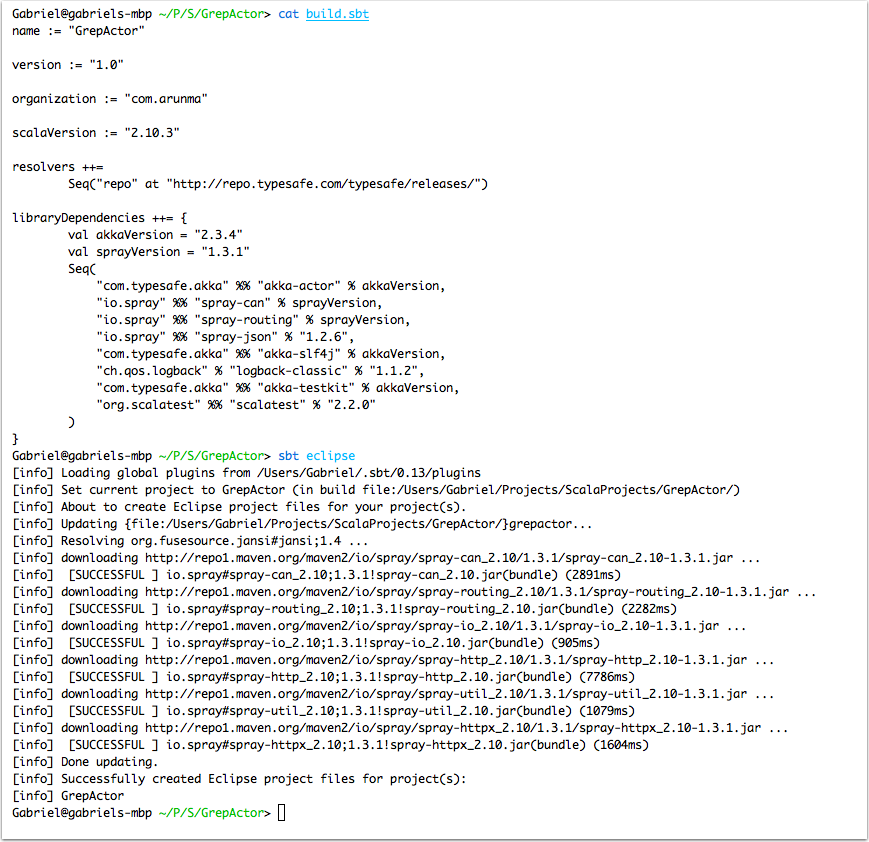 Gabriel@gabriels-mbp ~/P/S/GrepActor> cat build.sbt
name := "GrepActor"

version := "1.0"

organization := "com.arunma"

scalaVersion := "2.10.3"

resolvers ++=
        Seq("repo" at "http://repo.typesafe.com/typesafe/releases/")

libraryDependencies ++= {
        val akkaVersion = "2.3.4"
        val sprayVersion = "1.3.1"
        Seq(
            "com.typesafe.akka" %% "akka-actor" % akkaVersion,
            "io.spray" %% "spray-can" % sprayVersion,
            "io.spray" %% "spray-routing" % sprayVersion,
            "io.spray" %% "spray-json" % "1.2.6",
            "com.typesafe.akka" %% "akka-slf4j" % akkaVersion,
            "ch.qos.logback" % "logback-classic" % "1.1.2",
            "com.typesafe.akka" %% "akka-testkit" % akkaVersion,
            "org.scalatest" %% "scalatest" % "2.2.0"
        )
}
Gabriel@gabriels-mbp ~/P/S/GrepActor> sbt eclipse
[info] Loading global plugins from /Users/Gabriel/.sbt/0.13/plugins
[info] Set current project to GrepActor (in build file:/Users/Gabriel/Projects/ScalaProjects/GrepActor/)
[info] About to create Eclipse project files for your project(s).
[info] Updating {file:/Users/Gabriel/Projects/ScalaProjects/GrepActor/}grepactor...
[info] Resolving org.fusesource.jansi#jansi;1.4 ...
[info] downloading http://repo1.maven.org/maven2/io/spray/spray-can_2.10/1.3.1/spray-can_2.10-1.3.1.jar ...
[info]  [SUCCESSFUL ] io.spray#spray-can_2.10;1.3.1!spray-can_2.10.jar(bundle) (2891ms)
[info] downloading http://repo1.maven.org/maven2/io/spray/spray-routing_2.10/1.3.1/spray-routing_2.10-1.3.1.jar ...
[info]  [SUCCESSFUL ] io.spray#spray-routing_2.10;1.3.1!spray-routing_2.10.jar(bundle) (2282ms)
[info] downloading http://repo1.maven.org/maven2/io/spray/spray-io_2.10/1.3.1/spray-io_2.10-1.3.1.jar ...
[info]  [SUCCESSFUL ] io.spray#spray-io_2.10;1.3.1!spray-io_2.10.jar(bundle) (905ms)
[info] downloading http://repo1.maven.org/maven2/io/spray/spray-http_2.10/1.3.1/spray-http_2.10-1.3.1.jar ...
[info]  [SUCCESSFUL ] io.spray#spray-http_2.10;1.3.1!spray-http_2.10.jar(bundle) (7786ms)
[info] downloading http://repo1.maven.org/maven2/io/spray/spray-util_2.10/1.3.1/spray-util_2.10-1.3.1.jar ...
[info]  [SUCCESSFUL ] io.spray#spray-util_2.10;1.3.1!spray-util_2.10.jar(bundle) (1079ms)
[info] downloading http://repo1.maven.org/maven2/io/spray/spray-httpx_2.10/1.3.1/spray-httpx_2.10-1.3.1.jar ...
[info]  [SUCCESSFUL ] io.spray#spray-httpx_2.10;1.3.1!spray-httpx_2.10.jar(bundle) (1604ms)
[info] Done updating.
[info] Successfully created Eclipse project files for project(s):
[info] GrepActor
Gabriel@gabriels-mbp ~/P/S/GrepActor>